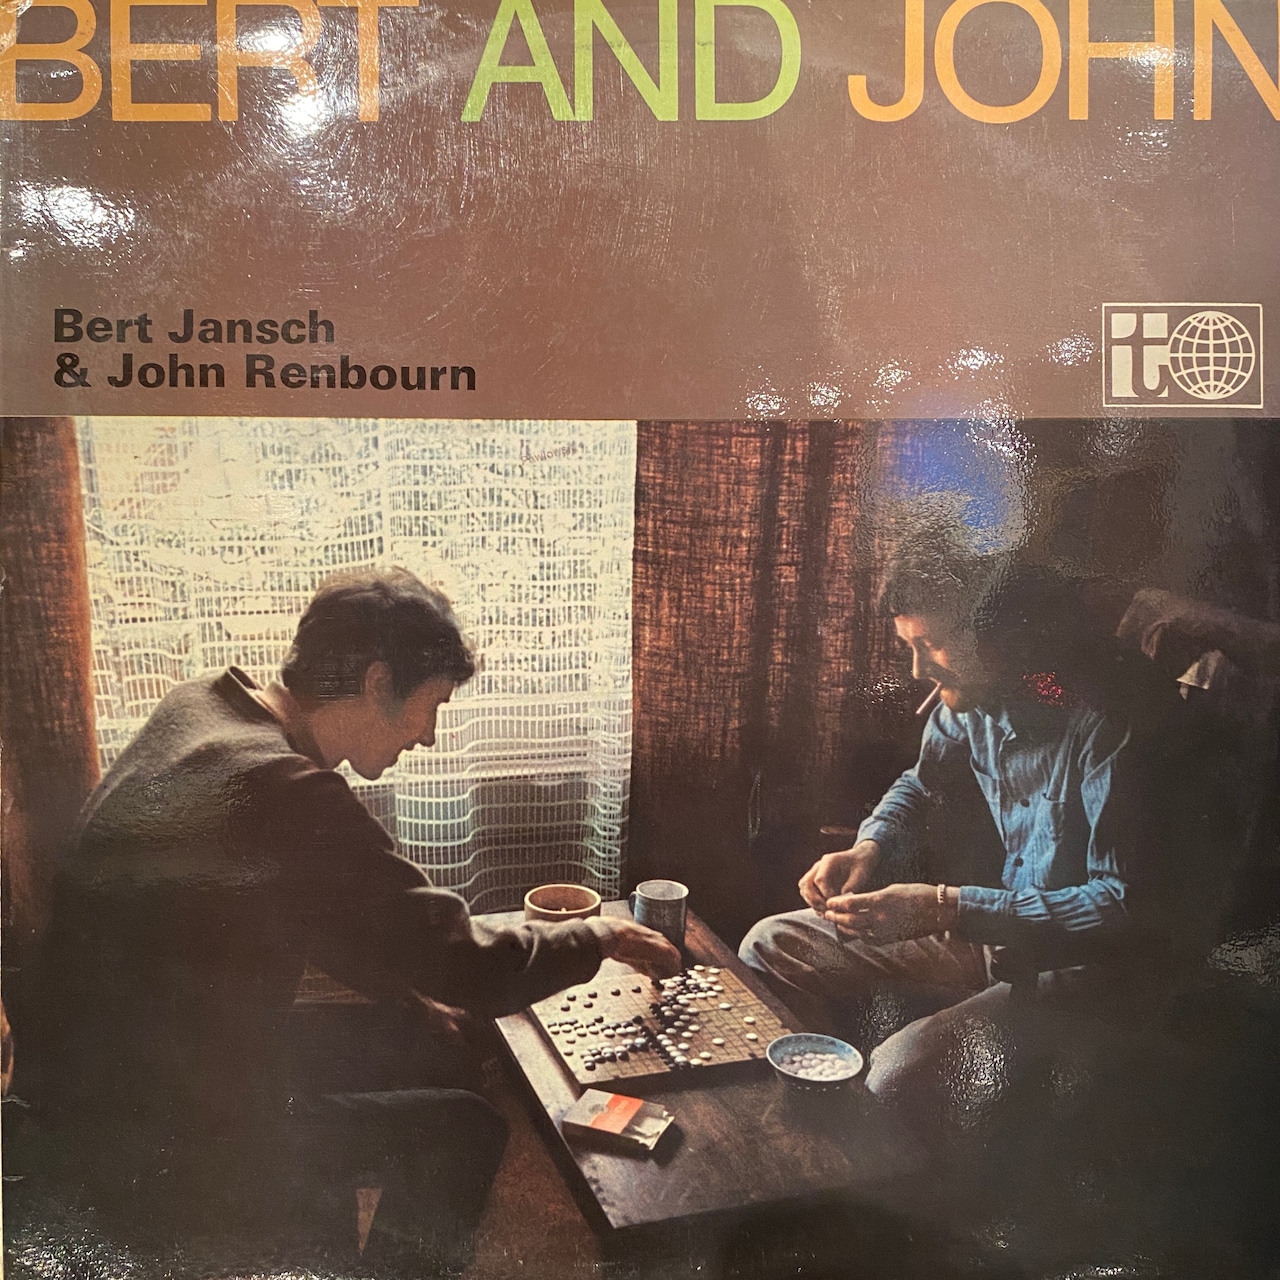 BERT AND JOHN
Bert Jansch
& John Renbourn
t